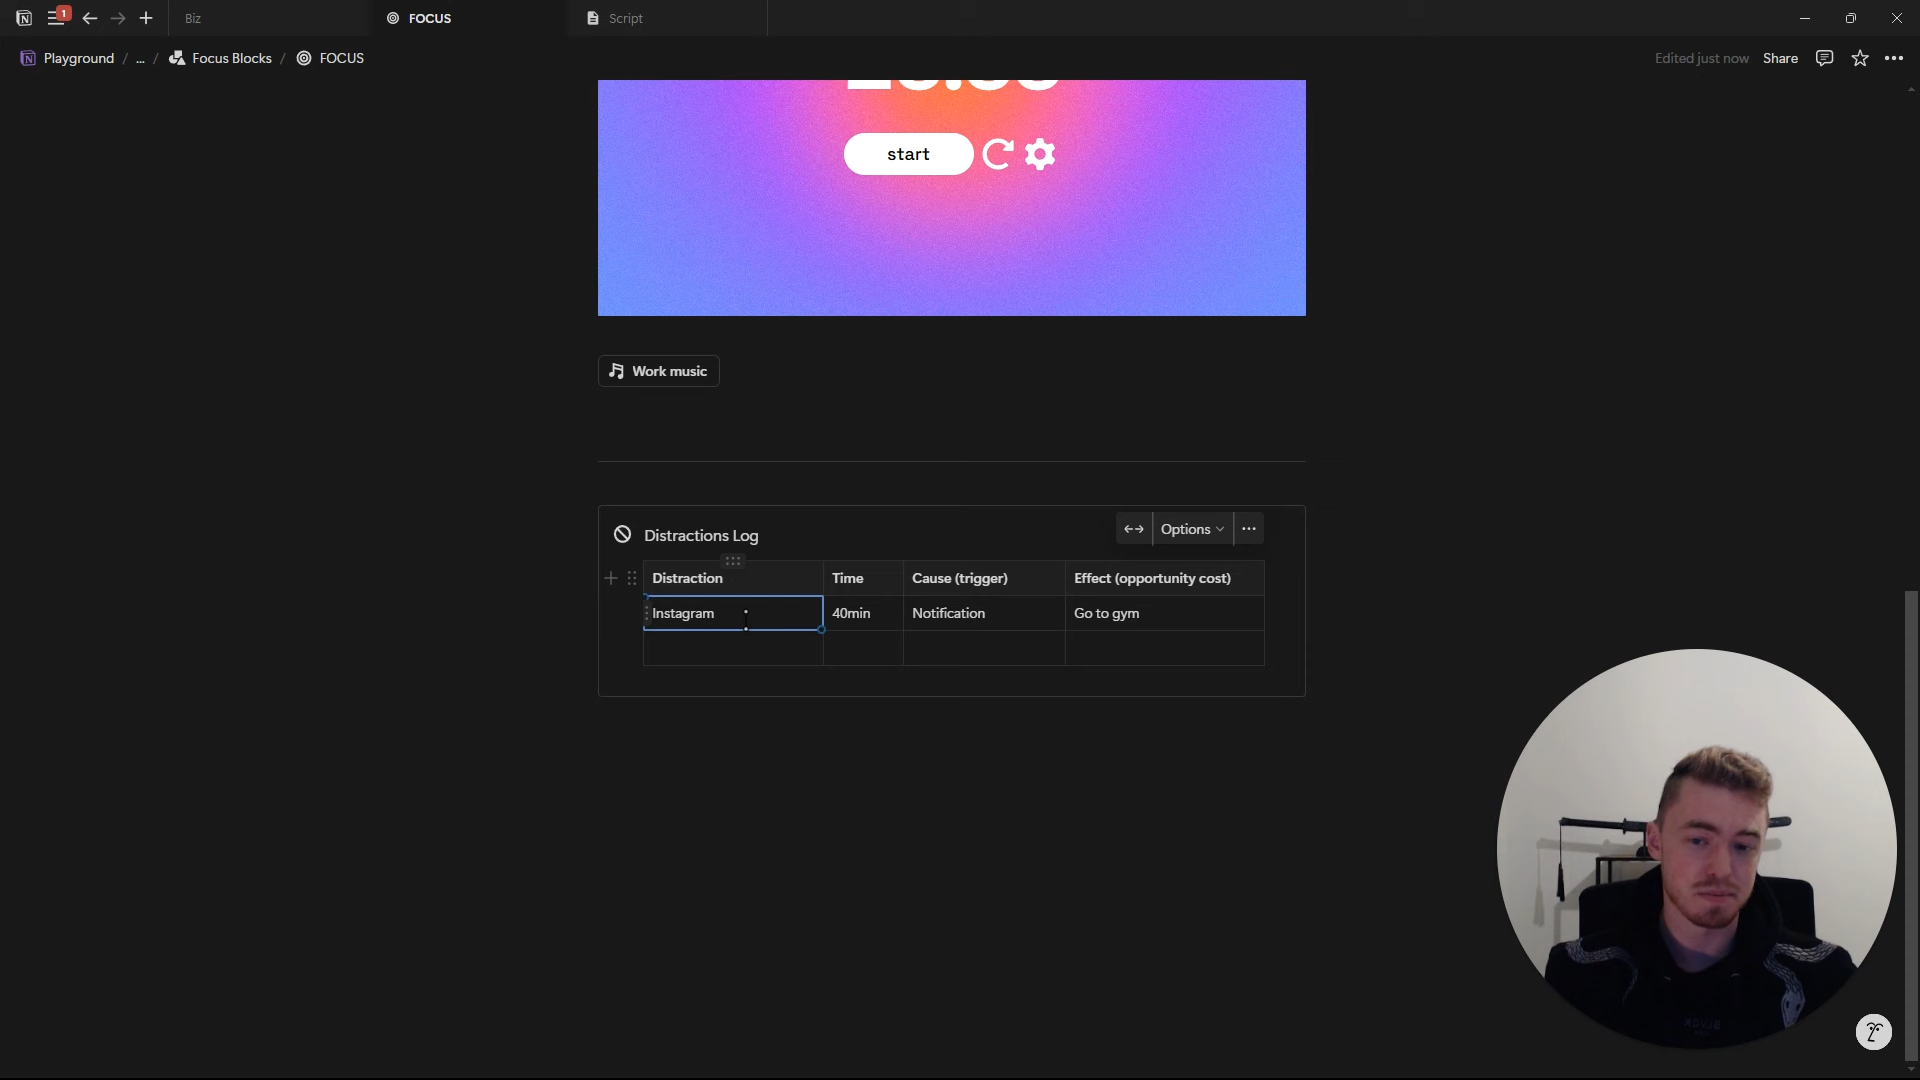 1
Biz
FOCUS
Script
Playground / ... / Focus Blocks / FOCUS
Edited just now
Share
start
Work music
Distractions Log
Options
Distraction
Time
Cause (trigger)
Effect (opportunity cost)
Instagram
40min
Notification
Go to gym